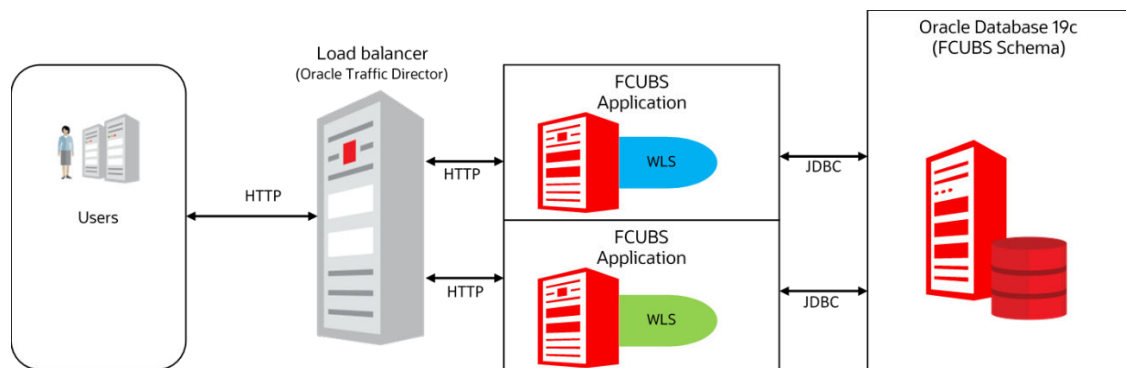 Users
HTTP
Load balancer
(Oracle Traffic Director)
HTTP
HTTP
FCUBS
Application
WLS
FCUBS
Application
WLS
JDBC
JDBC
Oracle Database 19c
(FCUBS Schema)